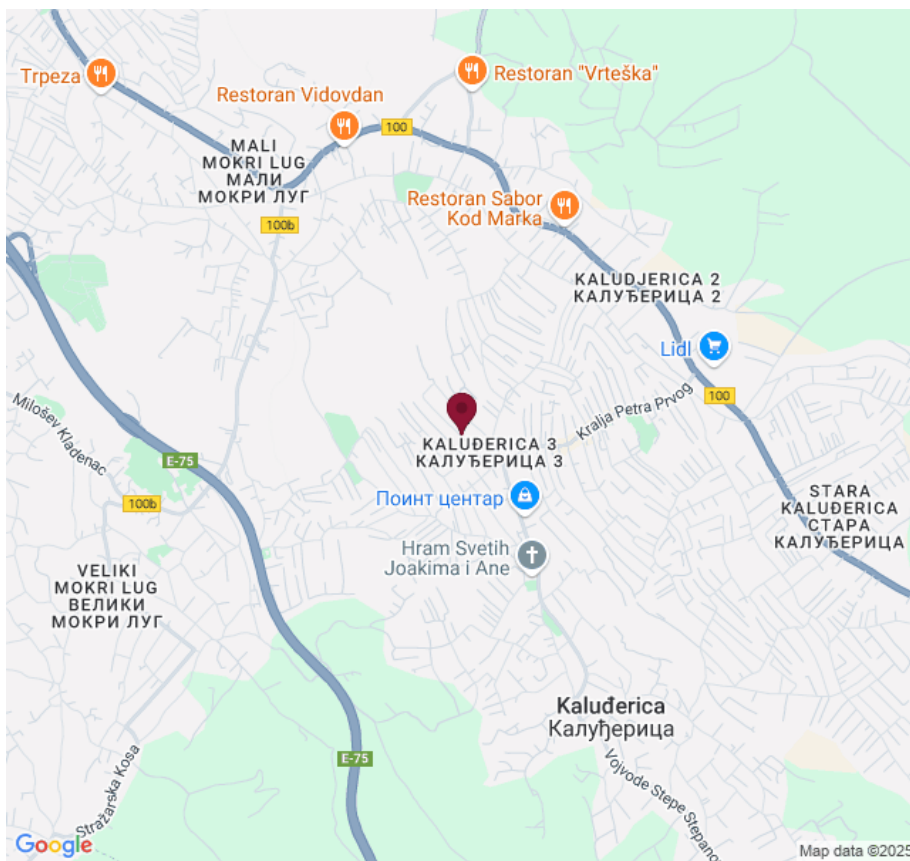 Trpeza
Restoran "Vrteška"
Restoran Vidovdan
100
MALI
MOKRI LUG
МАЛИ
МОКРИ ЛУГ
Restoran Sabor
Kod Marka
100b
KALUDJERICA 2
КАЛУЂЕРИЦА 2
Lidl
100
Kralja Petra Prvog
Milošev Kladenac
KALUĐERICA 3
КАЛУЂЕРИЦА 3
E-75
Поинт центар
100b
STARA
KALUĐERICA
СТАРА
КАЛУЂЕРИЦА
Hram Svetih
Joakima i Ane
VELIKI
MOKRI LUG
ВЕЛИКИ
МОКРИ ЛУГ
Kaluđerica
Калуђерица
E-75
Vojvode Stepe Stepano
Stražarska Kosa
Google
Map data ©2025